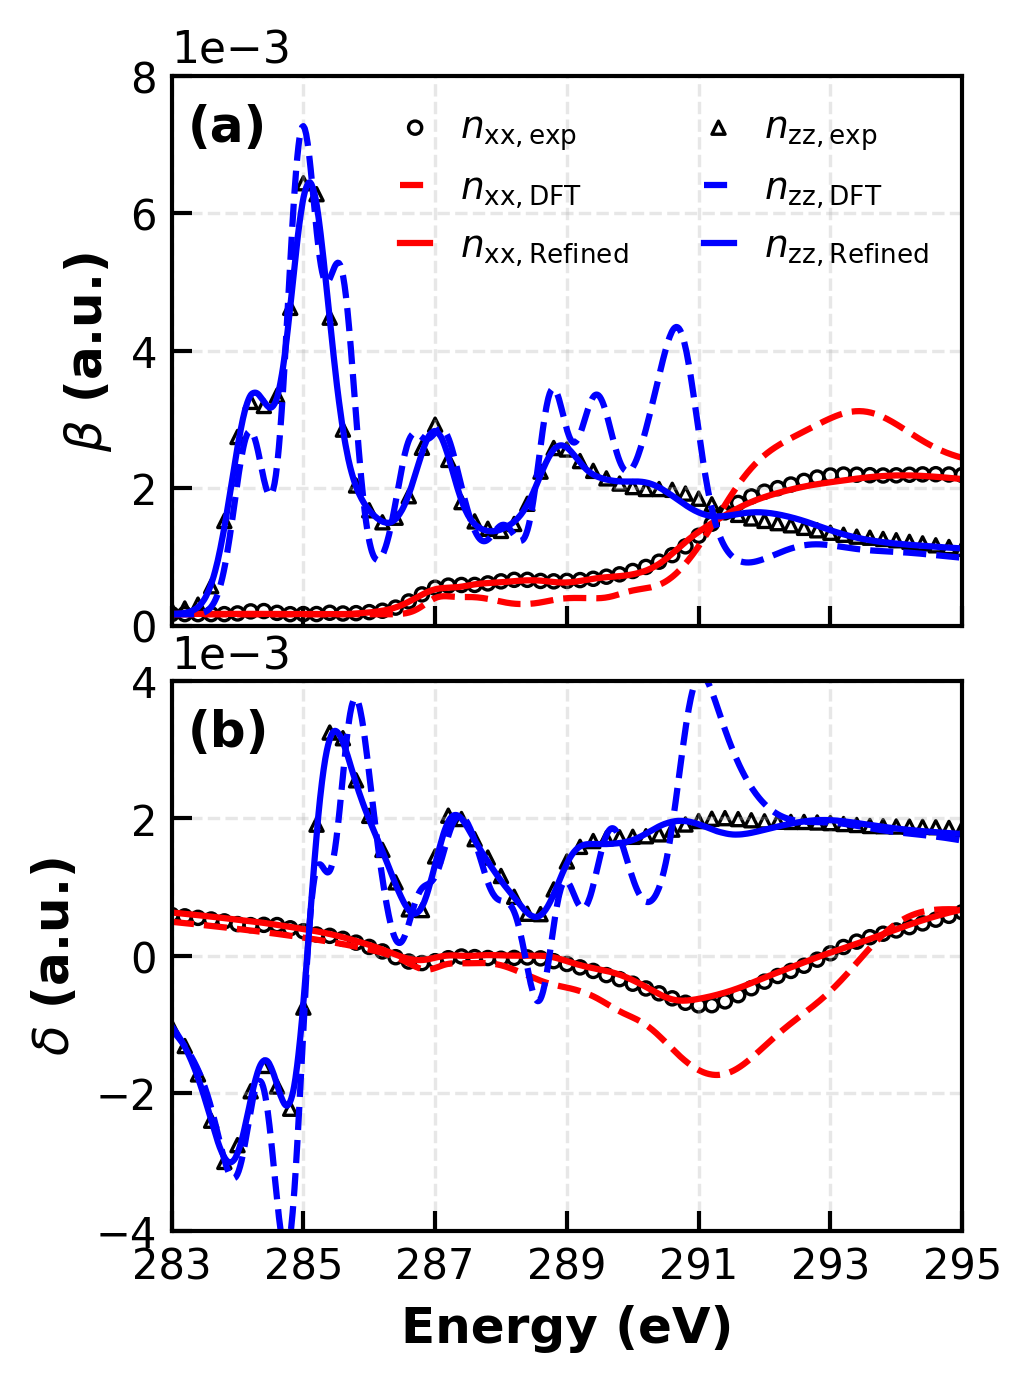 1e−3
8
(a)
n_xx,exp
n_zz,exp
n_xx,DFT
n_zz,DFT
n_xx,Refined
n_zz,Refined
6
4
2
0
β (a.u.)
1e−3
4
(b)
2
0
−2
−4
δ (a.u.)
283 285 287 289 291 293 295
Energy (eV)